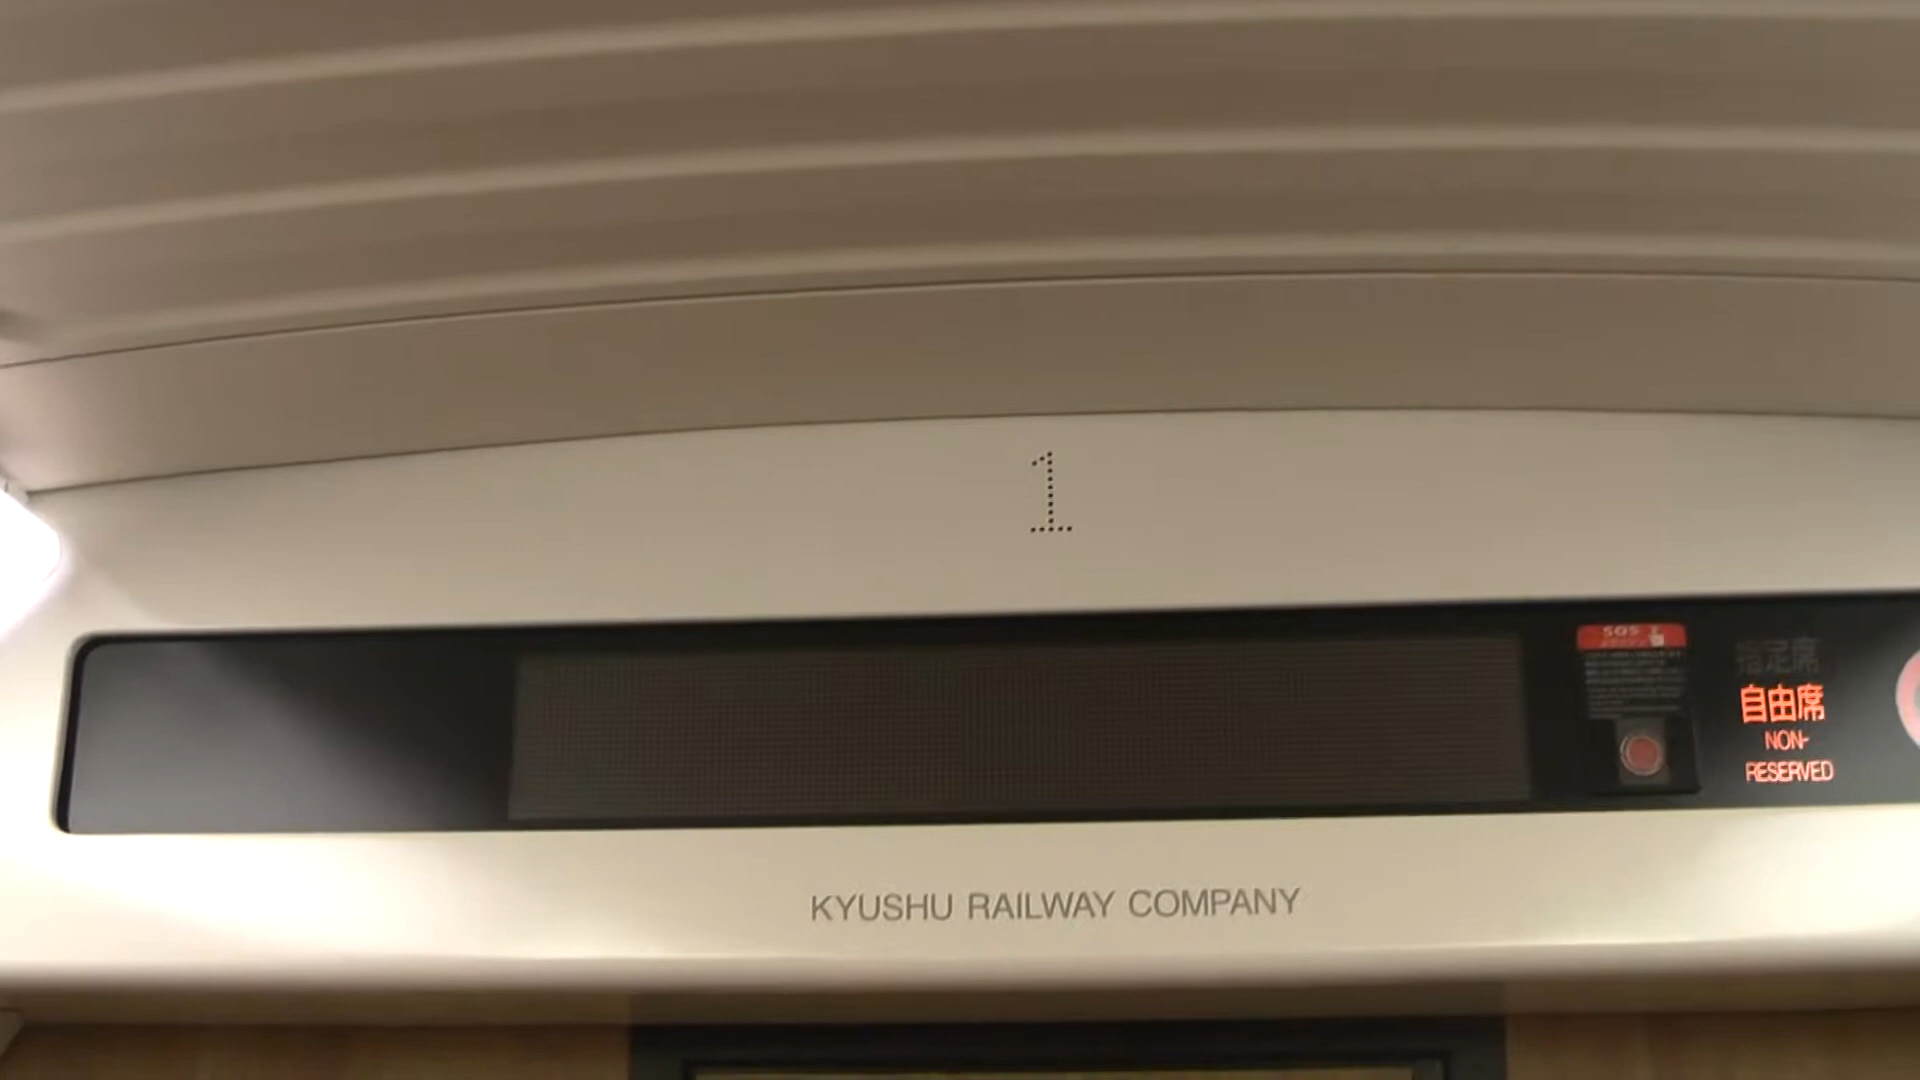 1
SOS
指定席
自由席
NON-
RESERVED
KYUSHU RAILWAY COMPANY